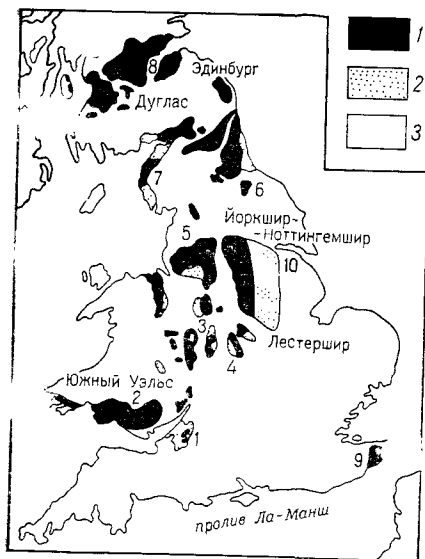 1
2
3
Эдинбург
8
Дуглас
7
6
Йоркшир-
-Ноттингемшир
5
10
3
4
Лестершир
Южный Уэльс
2
1
9
пролив Ла-Манш